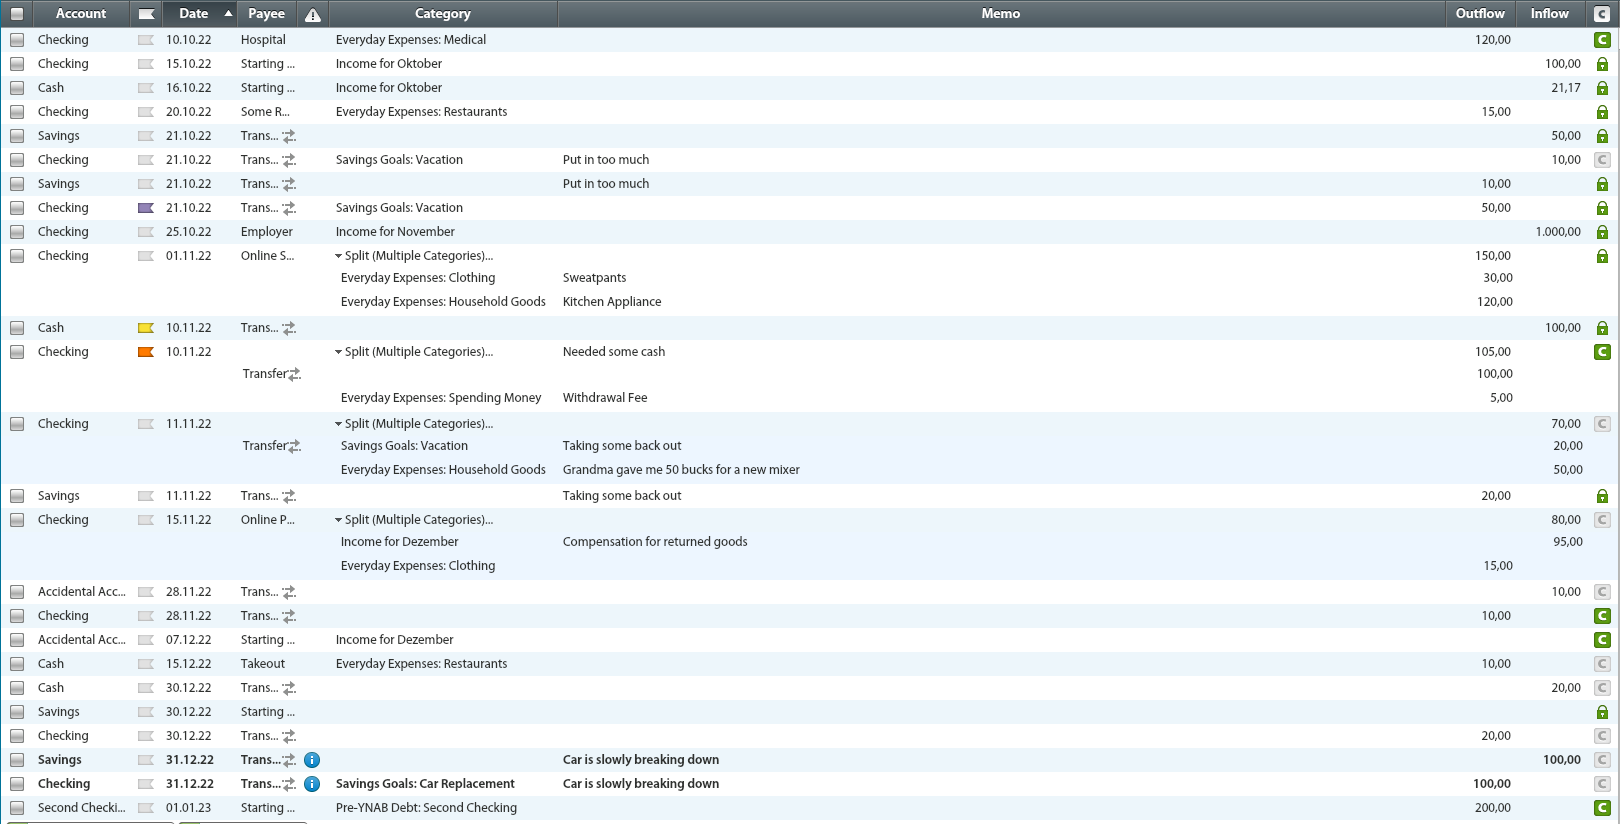 Account Date Payee Category Memo Outflow Inflow C
Checking 10.10.22 Hospital Everyday Expenses: Medical 120,00 C
Checking 15.10.22 Starting ... Income for Oktober 100,00
Cash 16.10.22 Starting ... Income for Oktober 21,17
Checking 20.10.22 Some R... Everyday Expenses: Restaurants 15,00
Savings 21.10.22 Trans... 50,00
Checking 21.10.22 Trans... Savings Goals: Vacation Put in too much 10,00 C
Savings 21.10.22 Trans... Put in too much 10,00
Checking 21.10.22 Trans... Savings Goals: Vacation 50,00
Checking 25.10.22 Employer Income for November 1.000,00
Checking 01.11.22 Online S... Split (Multiple Categories)... 150,00
Everyday Expenses: Clothing Sweatpants 30,00
Everyday Expenses: Household Goods Kitchen Appliance 120,00
Cash 10.11.22 Trans... 100,00
Checking 10.11.22 Split (Multiple Categories)... Needed some cash 105,00 C
Transfer 100,00
Everyday Expenses: Spending Money Withdrawal Fee 5,00
Checking 11.11.22 Split (Multiple Categories)... 70,00 C
Transfer Savings Goals: Vacation Taking some back out 20,00
Everyday Expenses: Household Goods Grandma gave me 50 bucks for a new mixer 50,00
Savings 11.11.22 Trans... Taking some back out 20,00
Checking 15.11.22 Online P... Split (Multiple Categories)... 80,00 C
Income for Dezember Compensation for returned goods 95,00
Everyday Expenses: Clothing 15,00
Accidental Acc... 28.11.22 Trans... 10,00 C
Checking 28.11.22 Trans... 10,00 C
Accidental Acc... 07.12.22 Starting ... Income for Dezember C
Cash 15.12.22 Takeout Everyday Expenses: Restaurants 10,00 C
Cash 30.12.22 Trans... 20,00 C
Savings 30.12.22 Starting ...
Checking 30.12.22 Trans... 20,00 C
Savings 31.12.22 Trans... i Car is slowly breaking down 100,00 C
Checking 31.12.22 Trans... i Savings Goals: Car Replacement Car is slowly breaking down 100,00 C
Second Checki... 01.01.23 Starting ... Pre-YNAB Debt: Second Checking 200,00 C